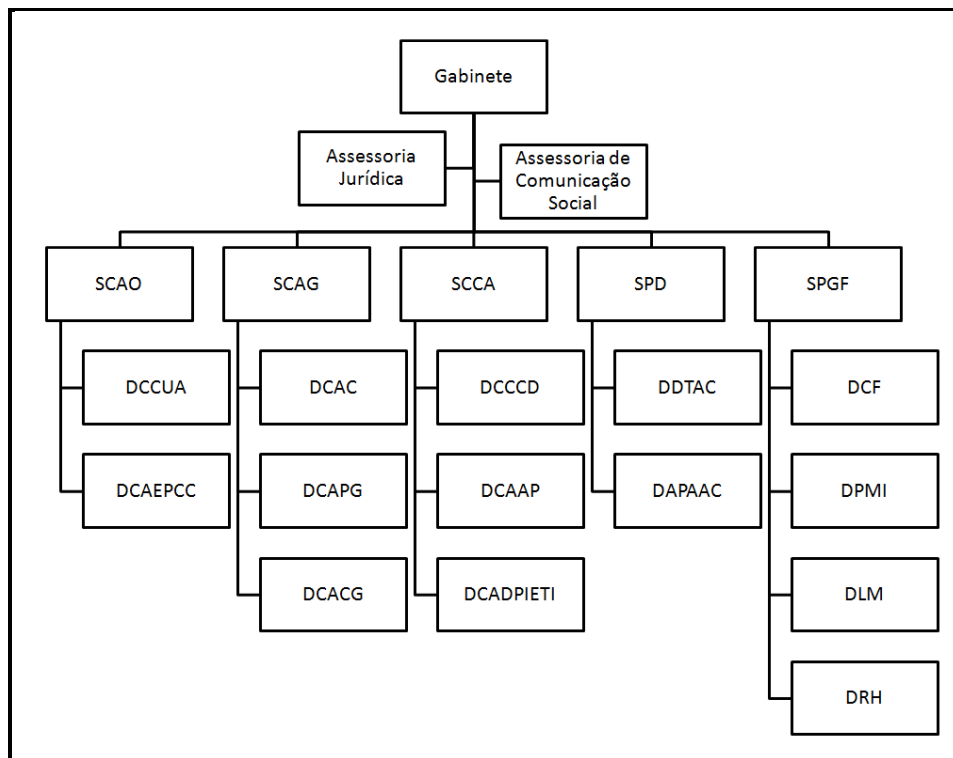 Gabinete
Assessoria
Jurídica
Assessoria de
Comunicação
Social
SCAO
SCAG
SCCA
SPD
SPGF
DCCUA
DCAC
DCCCD
DDTAC
DCF
DCAEPCC
DCAPG
DCAAP
DAPAAC
DPMI
DCACG
DCADPIETI
DLM
DRH